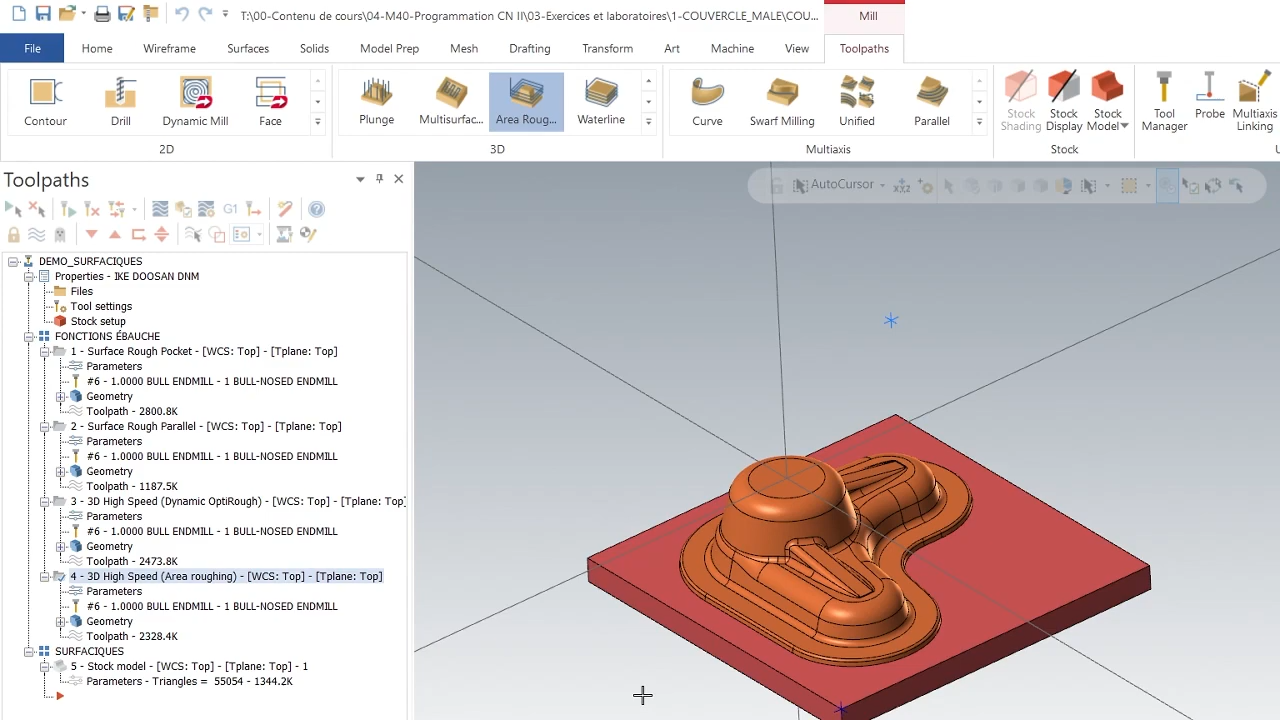 T:\00-Contenu de cours\04-M40-Programmation CN II\03-Exercices et laboratoires\1-COUVERCLE_MALE\COU...
Mill
File
Home
Wireframe
Surfaces
Solids
Model Prep
Mesh
Drafting
Transform
Art
Machine
View
Toolpaths
Contour
Drill
Dynamic Mill
Face
Plunge
Multisurfac...
Area Roug...
Waterline
Curve
Swarf Milling
Unified
Parallel
Stock Shading
Stock Display
Stock Model
Tool Manager
Probe
Multiaxis Linking
2D
3D
Multiaxis
Stock
Toolpaths
AutoCursor
G1
DEMO_SURFACIQUES
Properties - IKE DOOSAN DNM
Files
Tool settings
Stock setup
FONCTIONS ÉBAUCHE
1 - Surface Rough Pocket - [WCS: Top] - [Tplane: Top]
Parameters
#6 - 1.0000 BULL ENDMILL - 1 BULL-NOSED ENDMILL
Geometry
Toolpath - 2800.8K
2 - Surface Rough Parallel - [WCS: Top] - [Tplane: Top]
Parameters
#6 - 1.0000 BULL ENDMILL - 1 BULL-NOSED ENDMILL
Geometry
Toolpath - 1187.5K
3 - 3D High Speed (Dynamic OptiRough) - [WCS: Top] - [Tplane: Top]
Parameters
#6 - 1.0000 BULL ENDMILL - 1 BULL-NOSED ENDMILL
Geometry
Toolpath - 2473.8K
4 - 3D High Speed (Area roughing) - [WCS: Top] - [Tplane: Top]
Parameters
#6 - 1.0000 BULL ENDMILL - 1 BULL-NOSED ENDMILL
Geometry
Toolpath - 2328.4K
SURFACIQUES
5 - Stock model - [WCS: Top] - [Tplane: Top] - 1
Parameters - Triangles = 55054 - 1344.2K